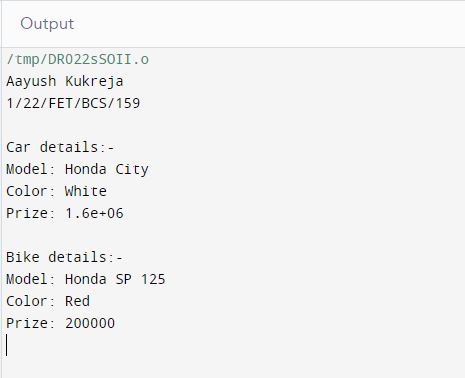 Output
/tmp/DRO22sSOII.o
Aayush Kukreja
1/22/FET/BCS/159
Car details:-
Model: Honda City
Color: White
Prize: 1.6e+06
Bike details:-
Model: Honda SP 125
Color: Red
Prize: 200000